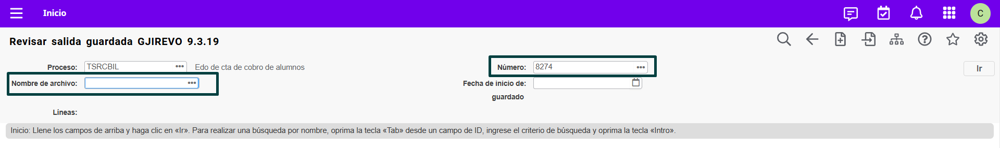 Inicio
C
Revisar salida guardada GJIREVO 9.3.19
Proceso: TSRCBIL ••• Edo de cta de cobro de alumnos
Número: 8274 •••
Ir
Nombre de archivo: •••
Fecha de inicio de:
guardado
Líneas:
Inicio: Llene los campos de arriba y haga clic en «Ir». Para realizar una búsqueda por nombre, oprima la tecla «Tab» desde un campo de ID, ingrese el criterio de búsqueda y oprima la tecla «Intro».